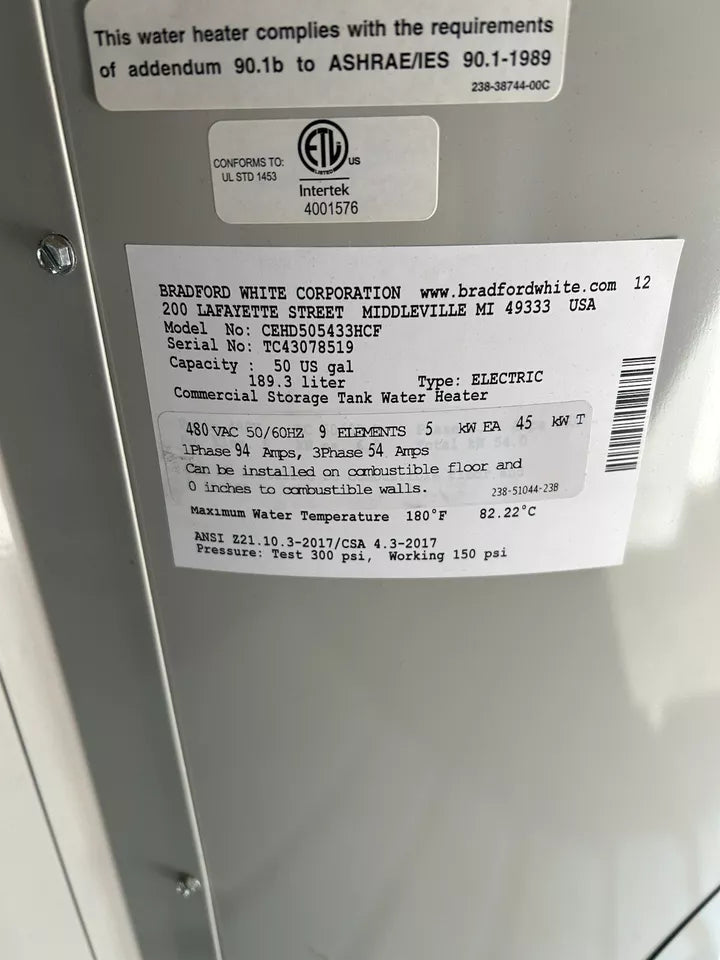 This water heater complies with the requirements
of addendum 90.1b to ASHRAE/IES 90.1-1989
238-38744-00C
CONFORMS TO:
UL STD 1453
ETL
LISTED
US
Intertek
4001576
BRADFORD WHITE CORPORATION www.bradfordwhite.com 12
200 LAFAYETTE STREET MIDDLEVILLE MI 49333 USA
Model No: CEHD505433HCF
Serial No: TC43078519
Capacity : 50 US gal
189.3 liter Type: ELECTRIC
Commercial Storage Tank Water Heater
480 VAC 50/60HZ 9 ELEMENTS 5 kW EA 45 kW T
1Phase 94 Amps, 3Phase 54 Amps
Can be installed on combustible floor and
0 inches to combustible walls.
238-51044-23B
Maximum Water Temperature 180°F 82.22°C
ANSI Z21.10.3-2017/CSA 4.3-2017
Pressure: Test 300 psi, Working 150 psi